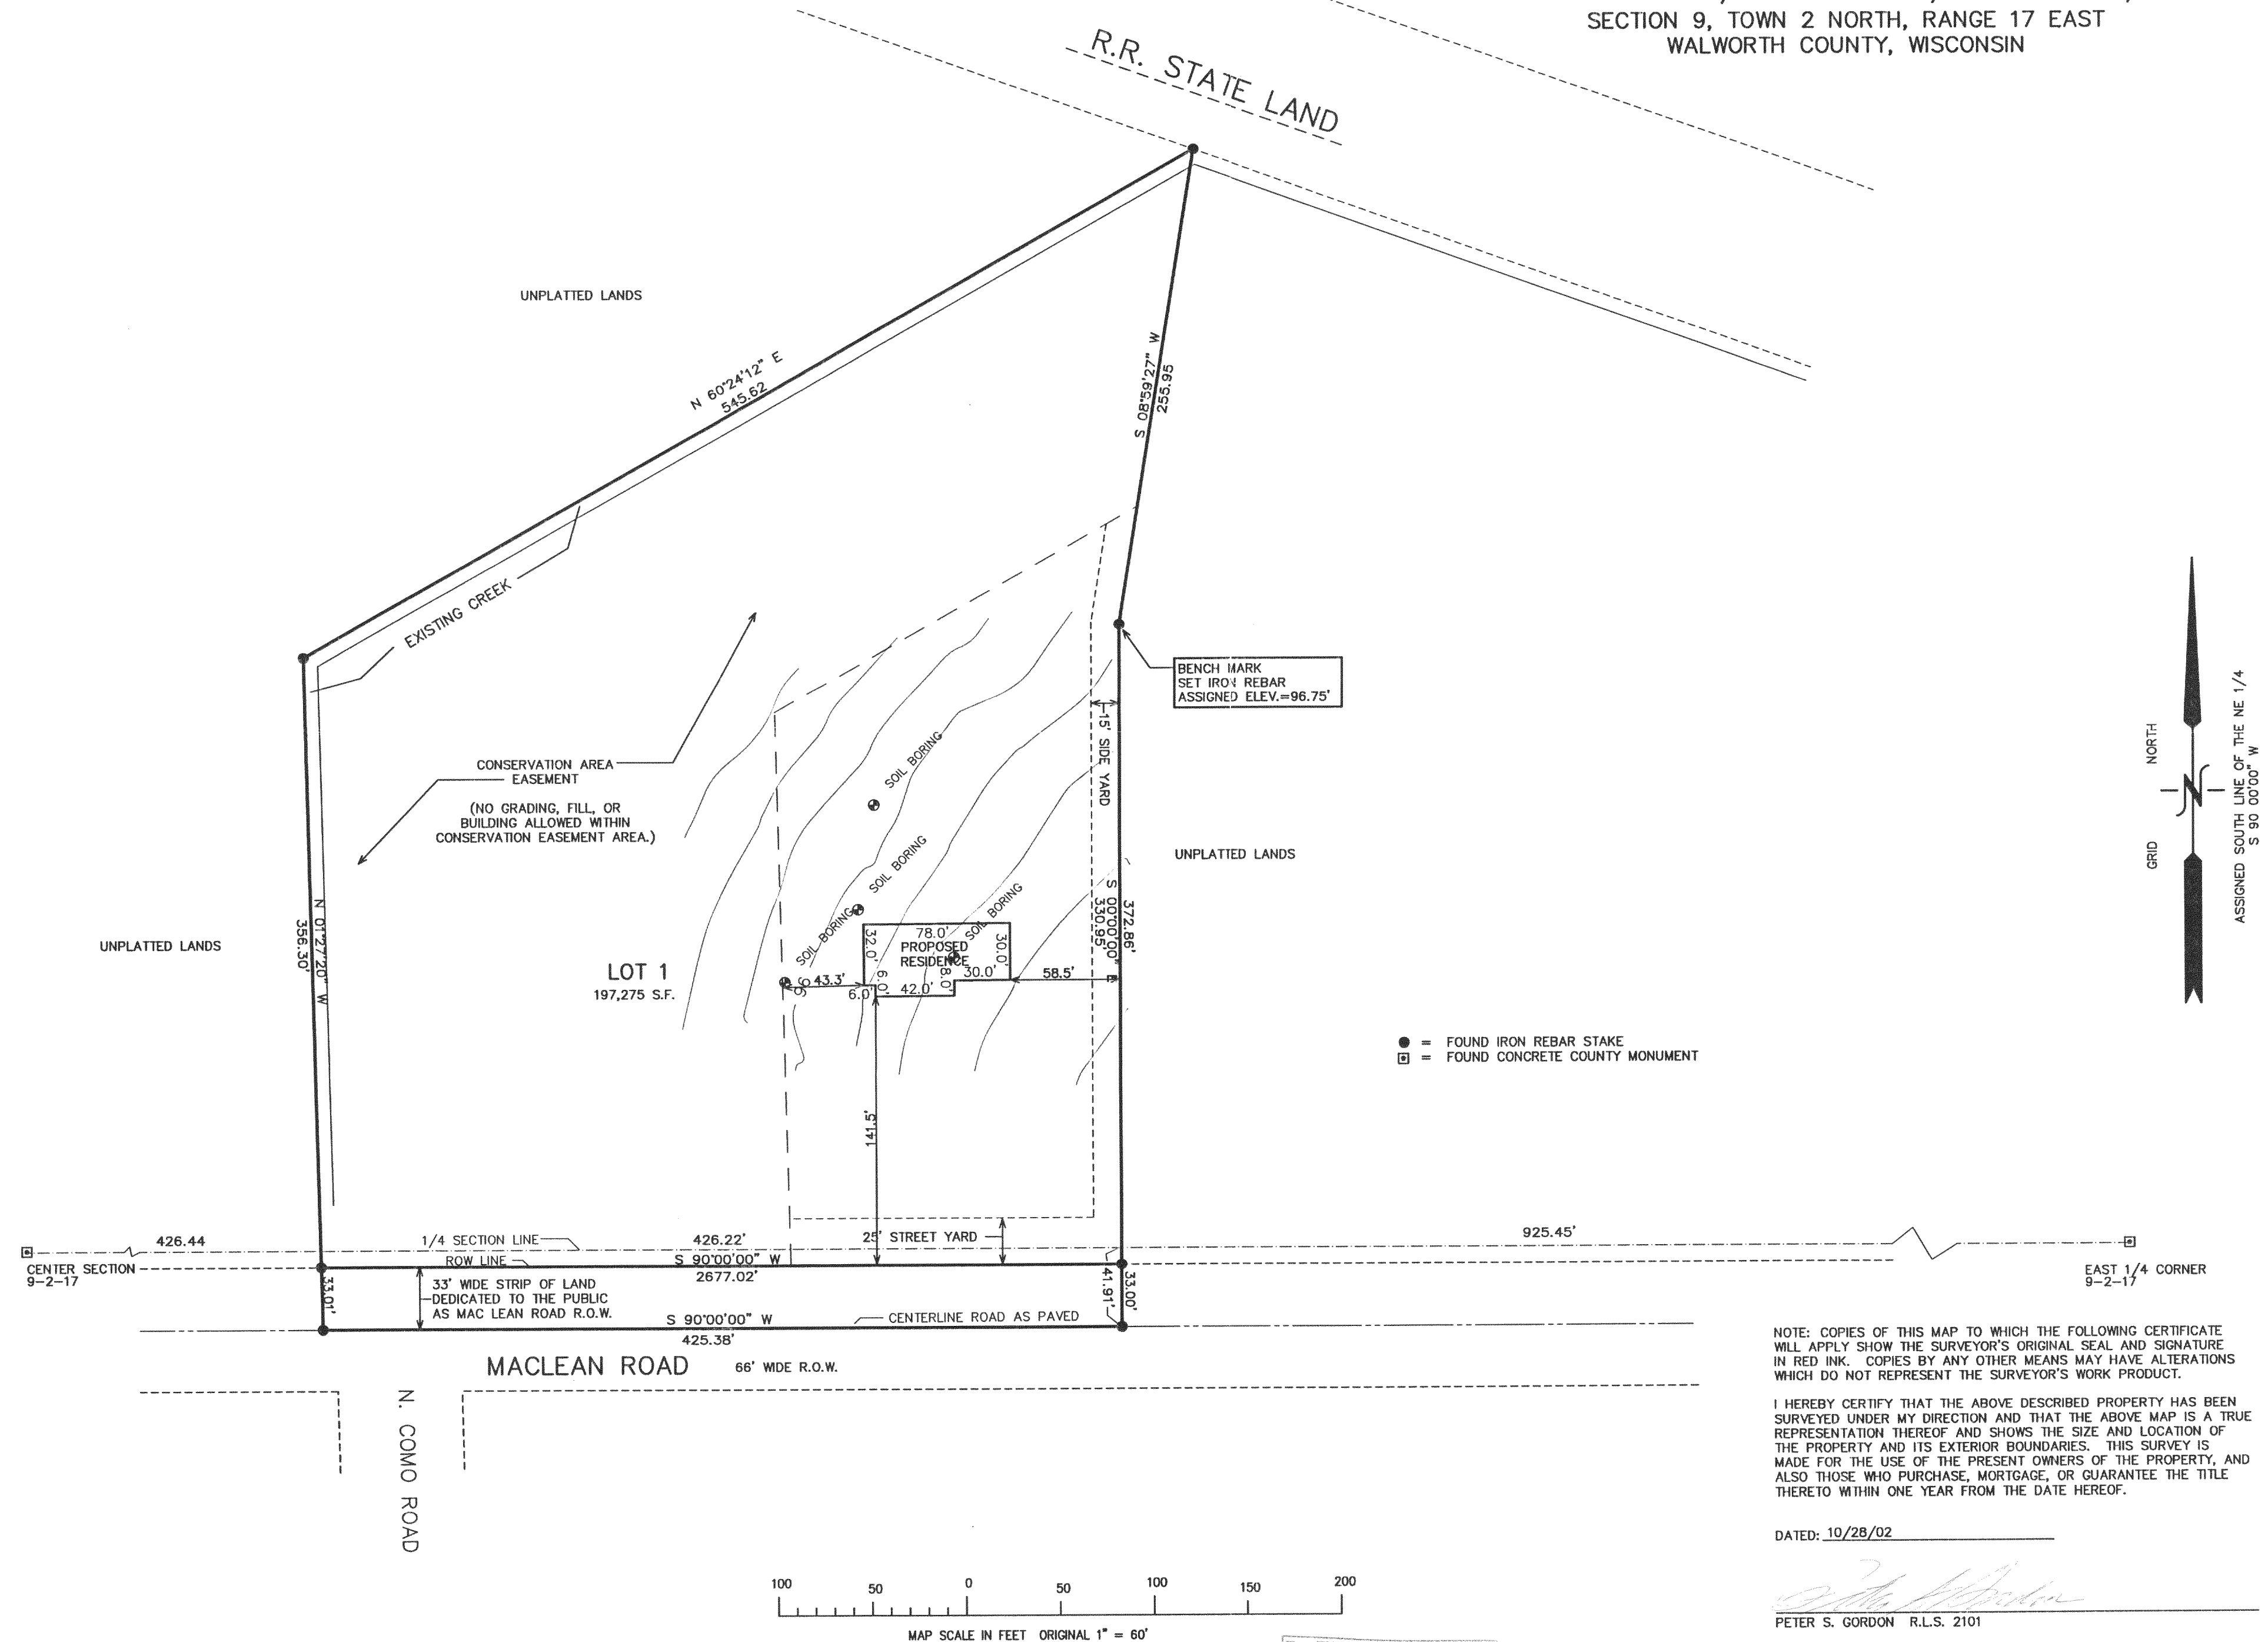 SECTION 9, TOWN 2 NORTH, RANGE 17 EAST
WALWORTH COUNTY, WISCONSIN
R.R. STATE LAND
UNPLATTED LANDS
N 60°24'12" E
545.62
S 08°59'27" W
255.95
EXISTING CREEK
BENCH MARK
SET IRON REBAR
ASSIGNED ELEV.=96.75'
15' SIDE YARD
CONSERVATION AREA
EASEMENT
(NO GRADING, FILL, OR
BUILDING ALLOWED WITHIN
CONSERVATION EASEMENT AREA.)
SOIL BORING
SOIL BORING
SOIL BORING
SOIL BORING
UNPLATTED LANDS
NORTH
N
GRID
ASSIGNED SOUTH LINE OF THE NE 1/4
S 90 00'00" W
UNPLATTED LANDS
N 01°27'20" W
356.30'
LOT 1
197,275 S.F.
78.0'
PROPOSED
RESIDENCE
32.0'
30.0'
6.0'
8.0'
30.0'
42.0'
6.0'
43.3'
96
58.5'
S 00°00'00"
330.95'
372.86'
141.5'
= FOUND IRON REBAR STAKE
= FOUND CONCRETE COUNTY MONUMENT
426.44
1/4 SECTION LINE
426.22'
25' STREET YARD
925.45'
CENTER SECTION
9-2-17
ROW LINE
S 90°00'00" W
2677.02'
EAST 1/4 CORNER
9-2-17
33.01'
33' WIDE STRIP OF LAND
DEDICATED TO THE PUBLIC
AS MAC LEAN ROAD R.O.W.
41.91'
33.00'
S 90°00'00" W
CENTERLINE ROAD AS PAVED
425.38'
MACLEAN ROAD 66' WIDE R.O.W.
N. COMO ROAD
NOTE: COPIES OF THIS MAP TO WHICH THE FOLLOWING CERTIFICATE
WILL APPLY SHOW THE SURVEYOR'S ORIGINAL SEAL AND SIGNATURE
IN RED INK. COPIES BY ANY OTHER MEANS MAY HAVE ALTERATIONS
WHICH DO NOT REPRESENT THE SURVEYOR'S WORK PRODUCT.
I HEREBY CERTIFY THAT THE ABOVE DESCRIBED PROPERTY HAS BEEN
SURVEYED UNDER MY DIRECTION AND THAT THE ABOVE MAP IS A TRUE
REPRESENTATION THEREOF AND SHOWS THE SIZE AND LOCATION OF
THE PROPERTY AND ITS EXTERIOR BOUNDARIES. THIS SURVEY IS
MADE FOR THE USE OF THE PRESENT OWNERS OF THE PROPERTY, AND
ALSO THOSE WHO PURCHASE, MORTGAGE, OR GUARANTEE THE TITLE
THERETO WITHIN ONE YEAR FROM THE DATE HEREOF.
DATED: 10/28/02
PETER S. GORDON R.L.S. 2101
100 50 0 50 100 150 200
MAP SCALE IN FEET ORIGINAL 1" = 60'